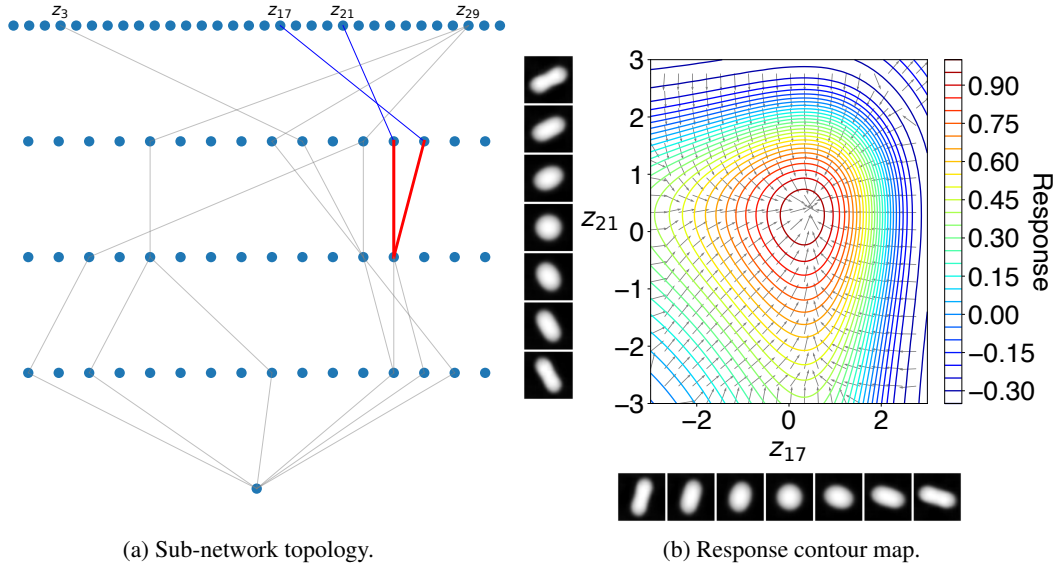 z3 z17 z21 z29
3
2
1
0
−1
−2
−3
z21
−2 0 2
z17
0.90
0.75
0.60
0.45
0.30
0.15
0.00
−0.15
−0.30
Response
(a) Sub-network topology.
(b) Response contour map.